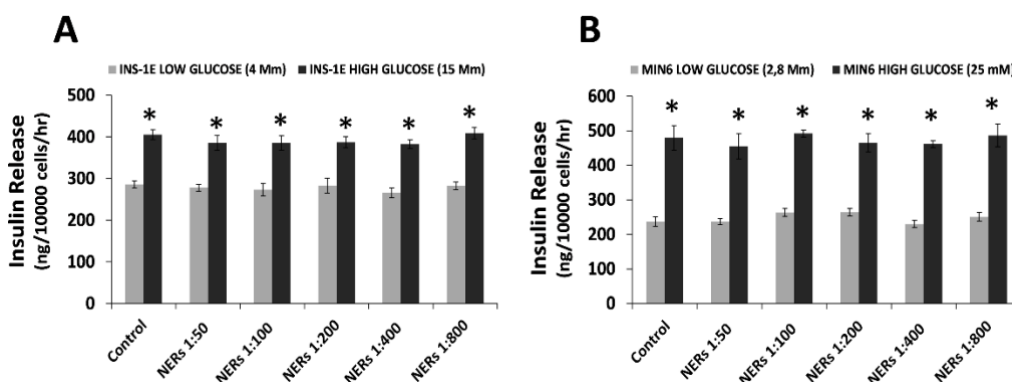 A
INS-1E LOW GLUCOSE (4 Mm) INS-1E HIGH GLUCOSE (15 Mm)
Insulin Release
(ng/10000 cells/hr)
500
400
300
200
100
0
* * * * * *
Control NERs 1:50 NERs 1:100 NERs 1:200 NERs 1:400 NERs 1:800
B
MIN6 LOW GLUCOSE (2,8 Mm) MIN6 HIGH GLUCOSE (25 mM)
Insulin Release
(ng/10000 cells/hr)
600
500
400
300
200
100
0
* * * * * *
Control NERs 1:50 NERs 1:100 NERs 1:200 NERs 1:400 NERs 1:800